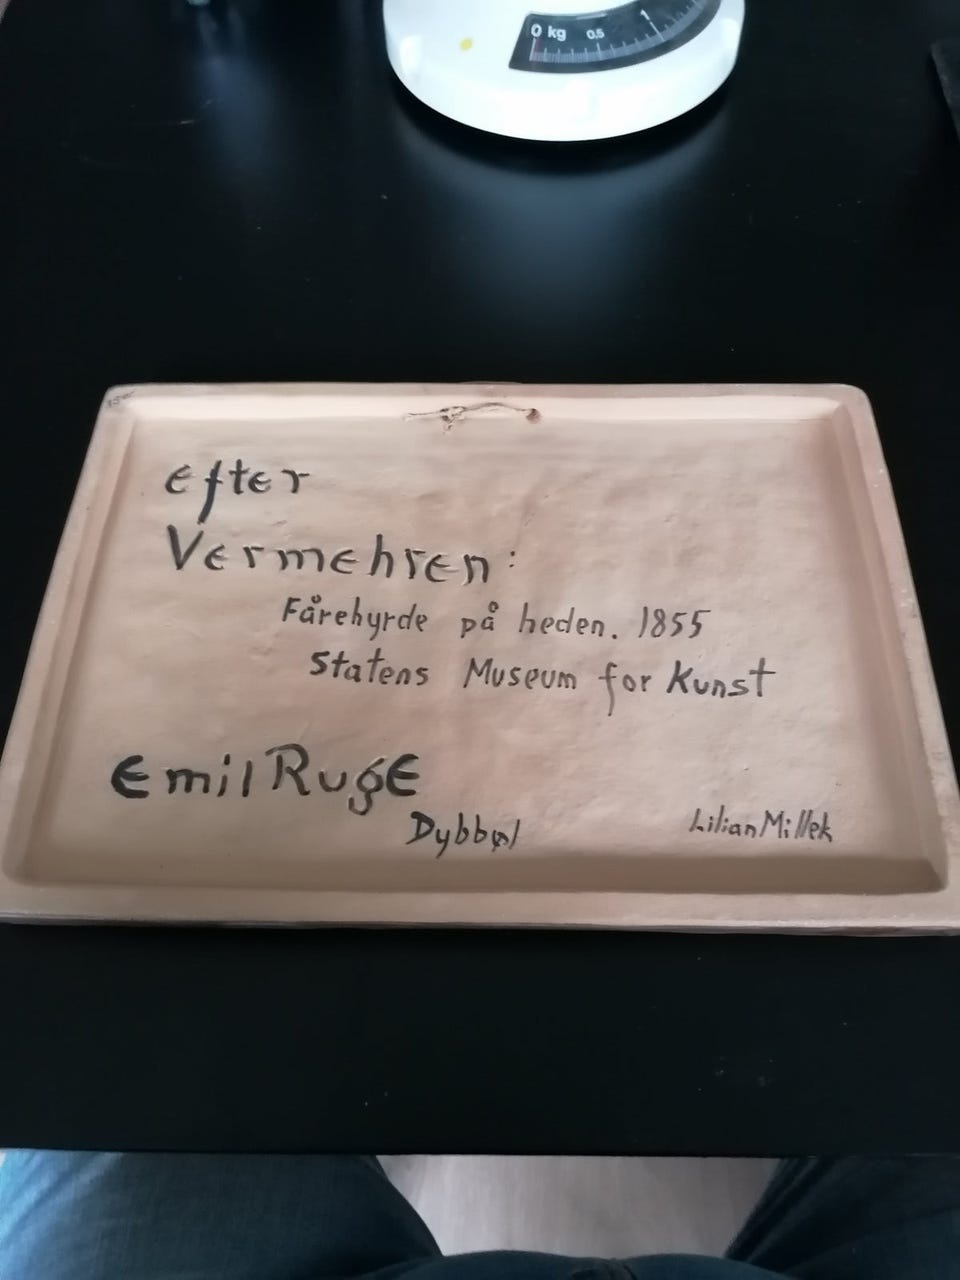 0 kg 0.5 1
efter
Vermehren:
Fårehyrde på heden. 1855
Statens Museum for Kunst
Emil Ruge
Dybbøl
Lilian Millek